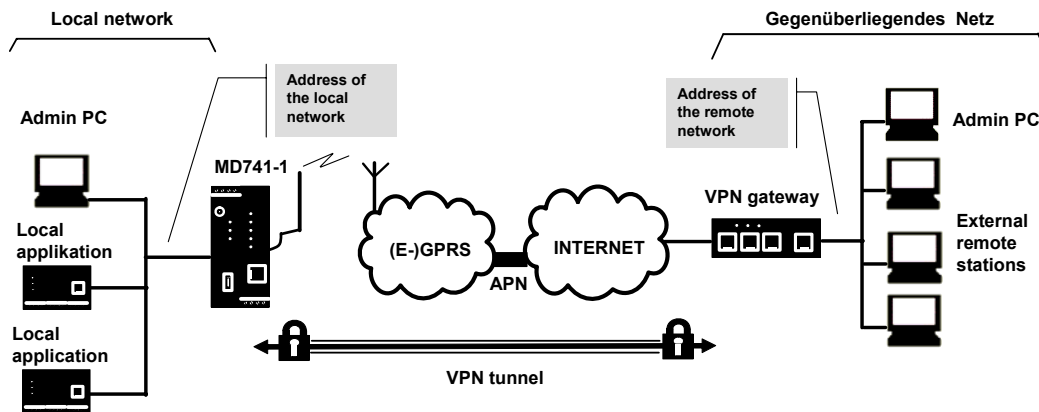 Local network
Gegenüberliegendes Netz
Address of
the local
network
Address of
the remote
network
Admin PC
Admin PC
MD741-1
VPN gateway
Local
applikation
(E-)GPRS
INTERNET
APN
External
remote
stations
Local
application
VPN tunnel